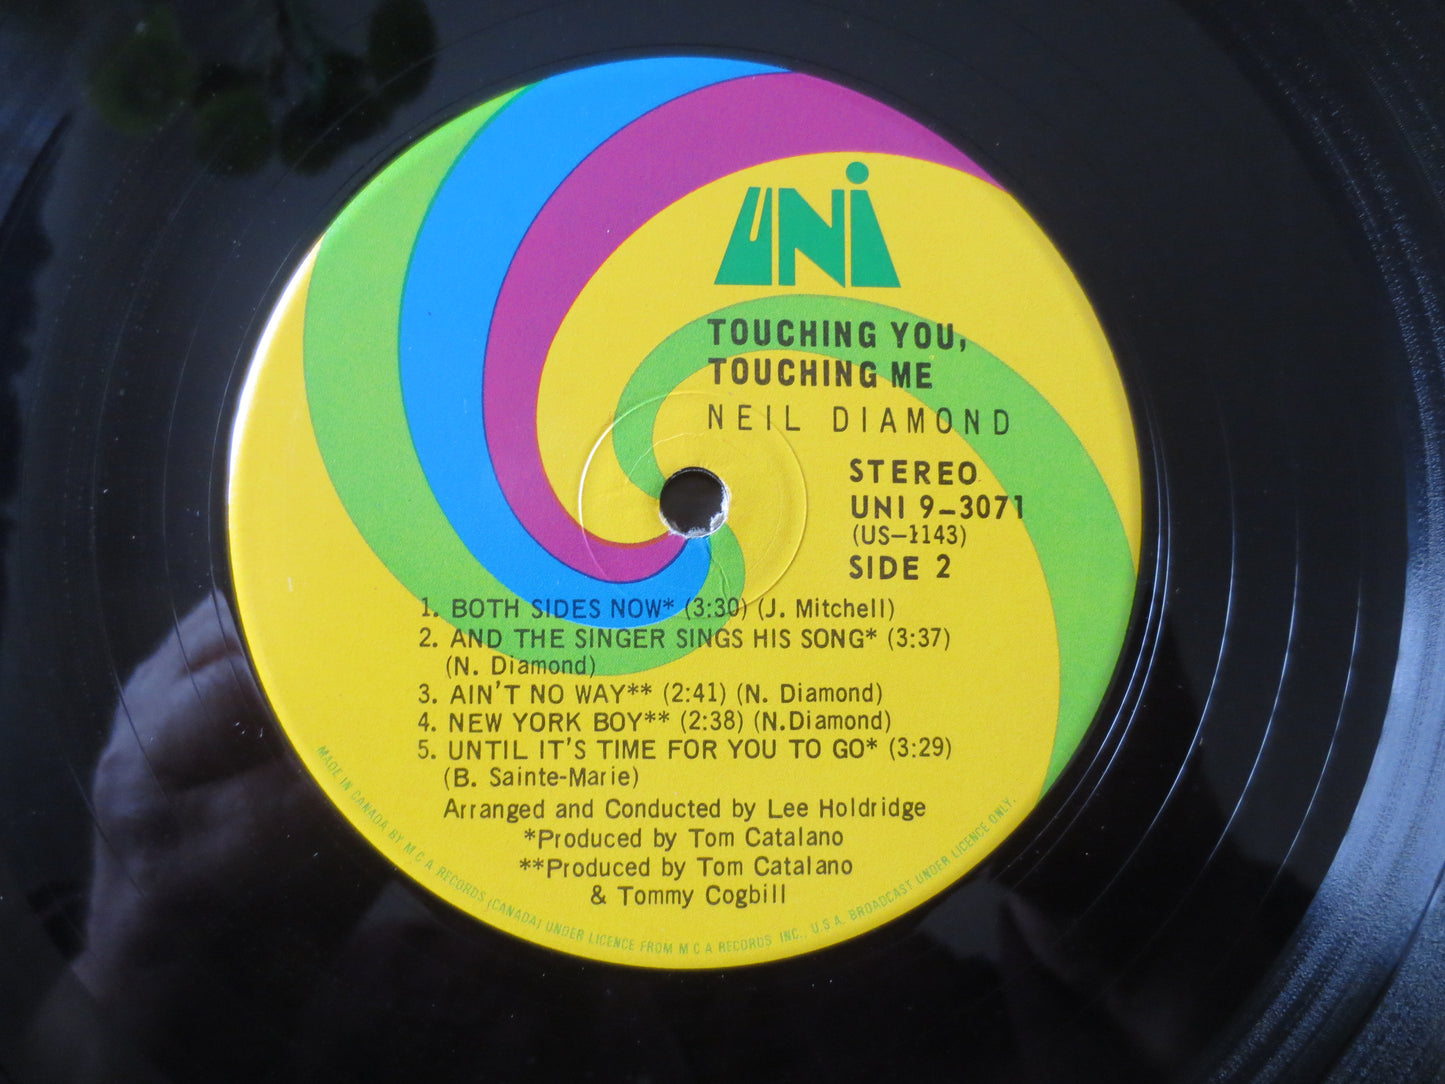 UNI
TOUCHING YOU,
TOUCHING ME
NEIL DIAMOND
STEREO
UNI 9-3071
(US-1143)
SIDE 2
1. BOTH SIDES NOW* (3:30) (J. Mitchell)
2. AND THE SINGER SINGS HIS SONG* (3:37)
(N. Diamond)
3. AIN'T NO WAY** (2:41) (N. Diamond)
4. NEW YORK BOY** (2:38) (N.Diamond)
5. UNTIL IT'S TIME FOR YOU TO GO* (3:29)
(B. Sainte-Marie)
Arranged and Conducted by Lee Holdridge
*Produced by Tom Catalano
**Produced by Tom Catalano
& Tommy Cogbill
MADE IN CANADA BY M C A RECORDS (CANADA) UNDER LICENCE FROM M C A RECORDS INC., U.S.A. BROADCAST UNDER LICENCE ONLY.